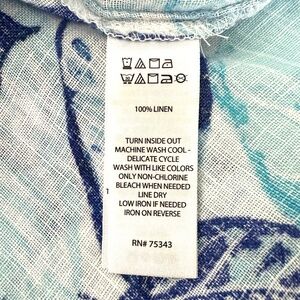 100% LINEN
TURN INSIDE OUT
MACHINE WASH COOL -
DELICATE CYCLE
WASH WITH LIKE COLORS
ONLY NON-CHLORINE
BLEACH WHEN NEEDED
LINE DRY
LOW IRON IF NEEDED
IRON ON REVERSE
RN# 75343